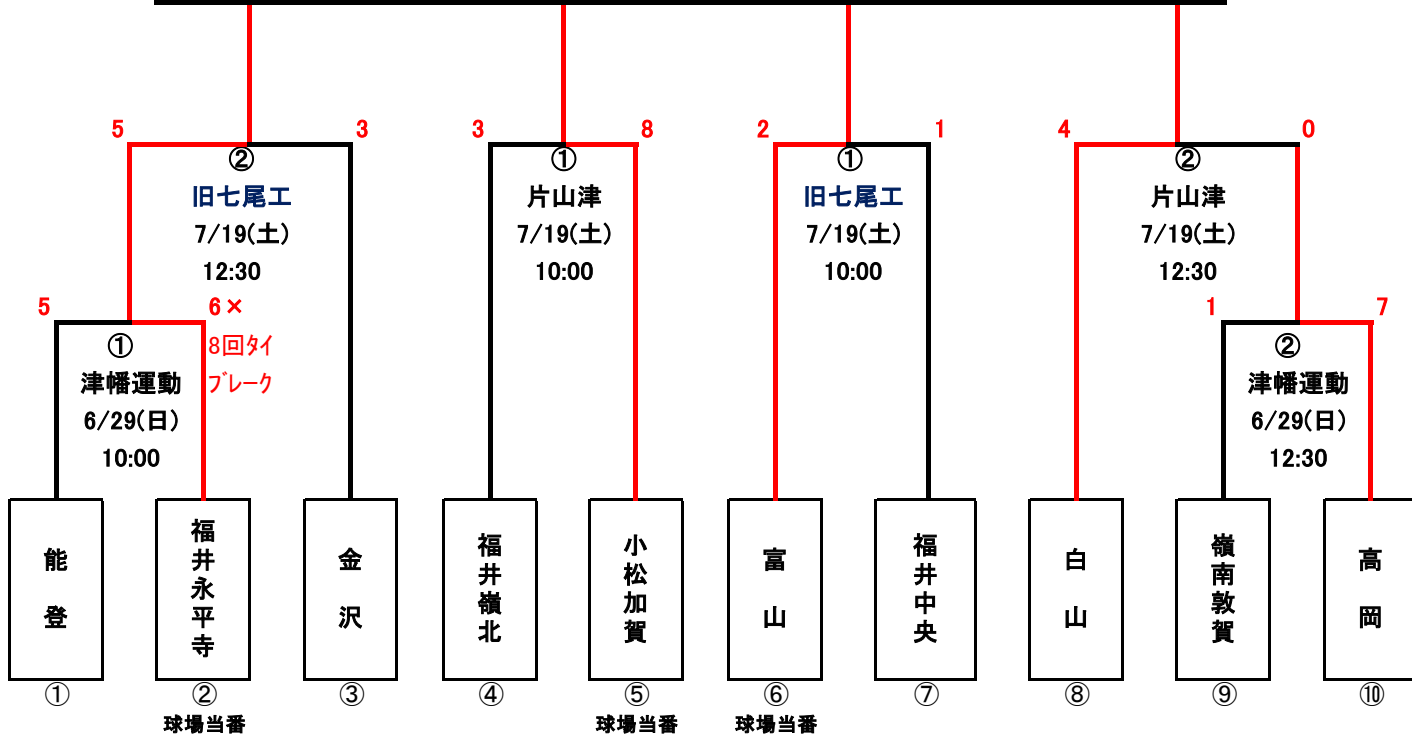 5 3 3 8 2 1 4 0
② ① ① ②
旧七尾工 片山津 旧七尾工 片山津
7/19(土) 7/19(土) 7/19(土) 7/19(土)
12:30 10:00 10:00 12:30
5 6× 1 7
① 8回タイ ②
津幡運動 ブレーク 津幡運動
6/29(日) 6/29(日)
10:00 12:30
能登 福井永平寺 金沢 福井嶺北 小松加賀 富山 福井中央 白山 嶺南敦賀 高岡
① ② ③ ④ ⑤ ⑥ ⑦ ⑧ ⑨ ⑩
球場当番 球場当番 球場当番